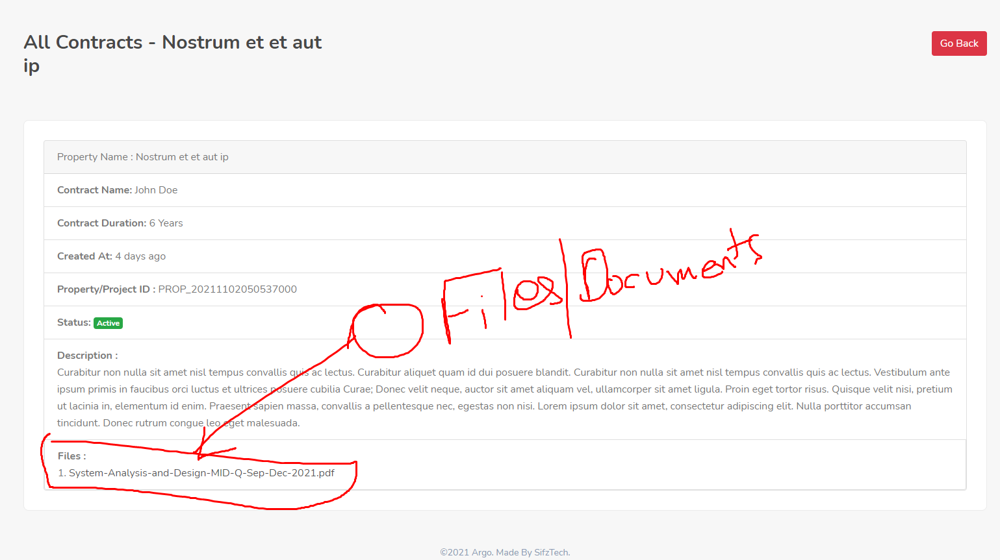 All Contracts - Nostrum et et aut
ip
Go Back
Property Name : Nostrum et et aut ip
Contract Name: John Doe
Contract Duration: 6 Years
Created At: 4 days ago
Property/Project ID : PROP_20211102050537000
Status: Active
Files/Documents
Description :
Curabitur non nulla sit amet nisl tempus convallis quis ac lectus. Curabitur aliquet quam id dui posuere blandit. Curabitur non nulla sit amet nisl tempus convallis quis ac lectus. Vestibulum ante
ipsum primis in faucibus orci luctus et ultrices posuere cubilia Curae; Donec velit neque, auctor sit amet aliquam vel, ullamcorper sit amet ligula. Proin eget tortor risus. Quisque velit nisi, pretium
ut lacinia in, elementum id enim. Praesent sapien massa, convallis a pellentesque nec, egestas non nisi. Lorem ipsum dolor sit amet, consectetur adipiscing elit. Nulla porttitor accumsan
tincidunt. Donec rutrum congue leo eget malesuada.
Files :
1. System-Analysis-and-Design-MID-Q-Sep-Dec-2021.pdf
©2021 Argo. Made By SifzTech.